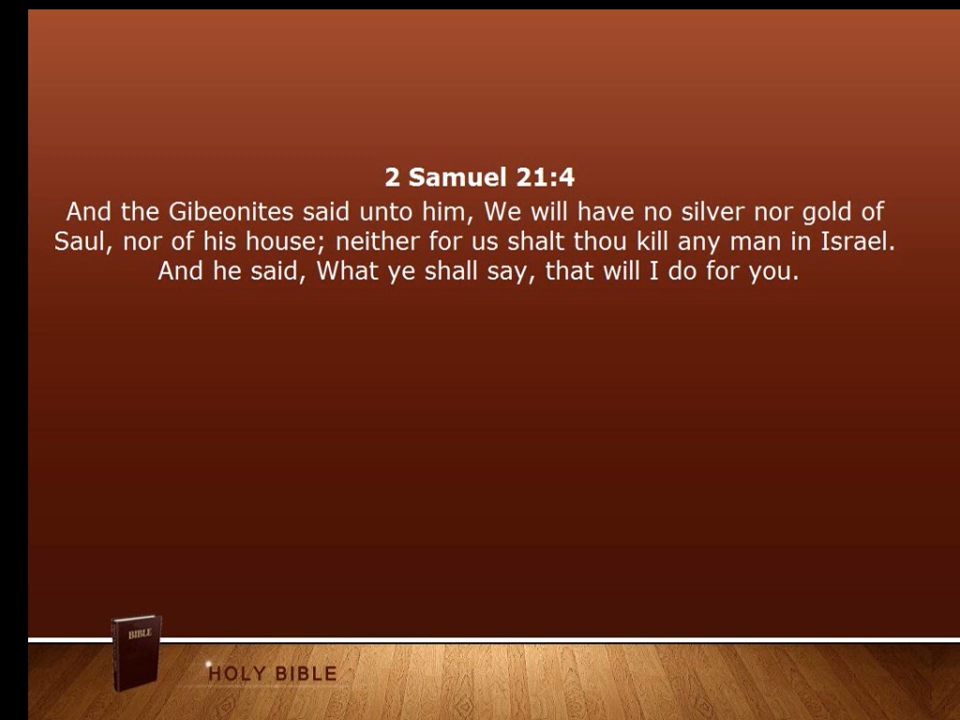 2 Samuel 21:4
And the Gibeonites said unto him, We will have no silver nor gold of
Saul, nor of his house; neither for us shalt thou kill any man in Israel.
And he said, What ye shall say, that will I do for you.
BIBLE
HOLY BIBLE